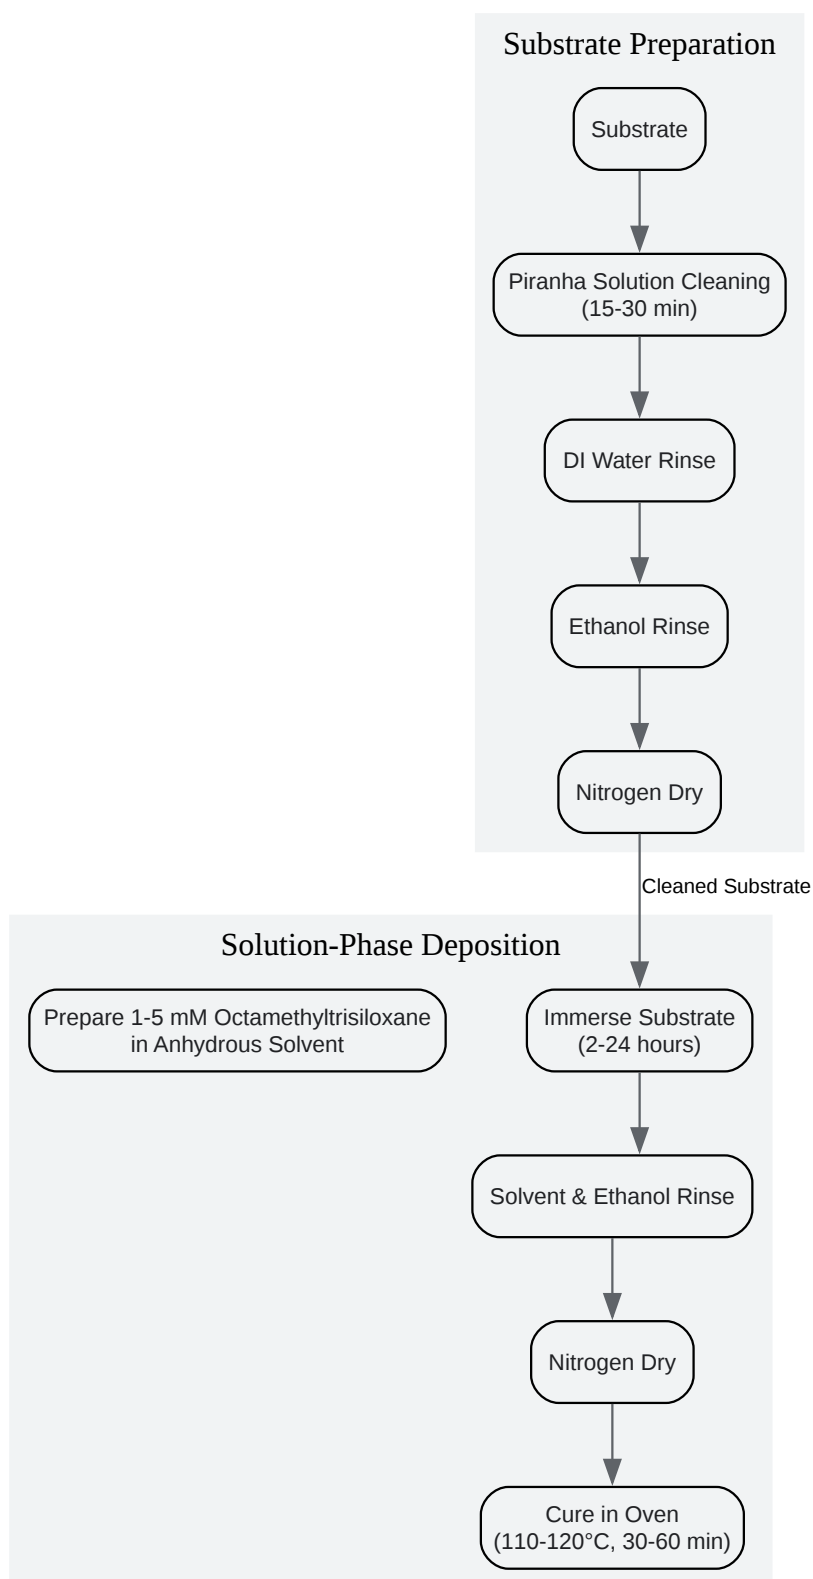 Substrate Preparation
Substrate
Piranha Solution Cleaning
(15-30 min)
DI Water Rinse
Ethanol Rinse
Nitrogen Dry
Cleaned Substrate
Solution-Phase Deposition
Prepare 1-5 mM Octamethyltrisiloxane
in Anhydrous Solvent
Immerse Substrate
(2-24 hours)
Solvent & Ethanol Rinse
Nitrogen Dry
Cure in Oven
(110-120°C, 30-60 min)